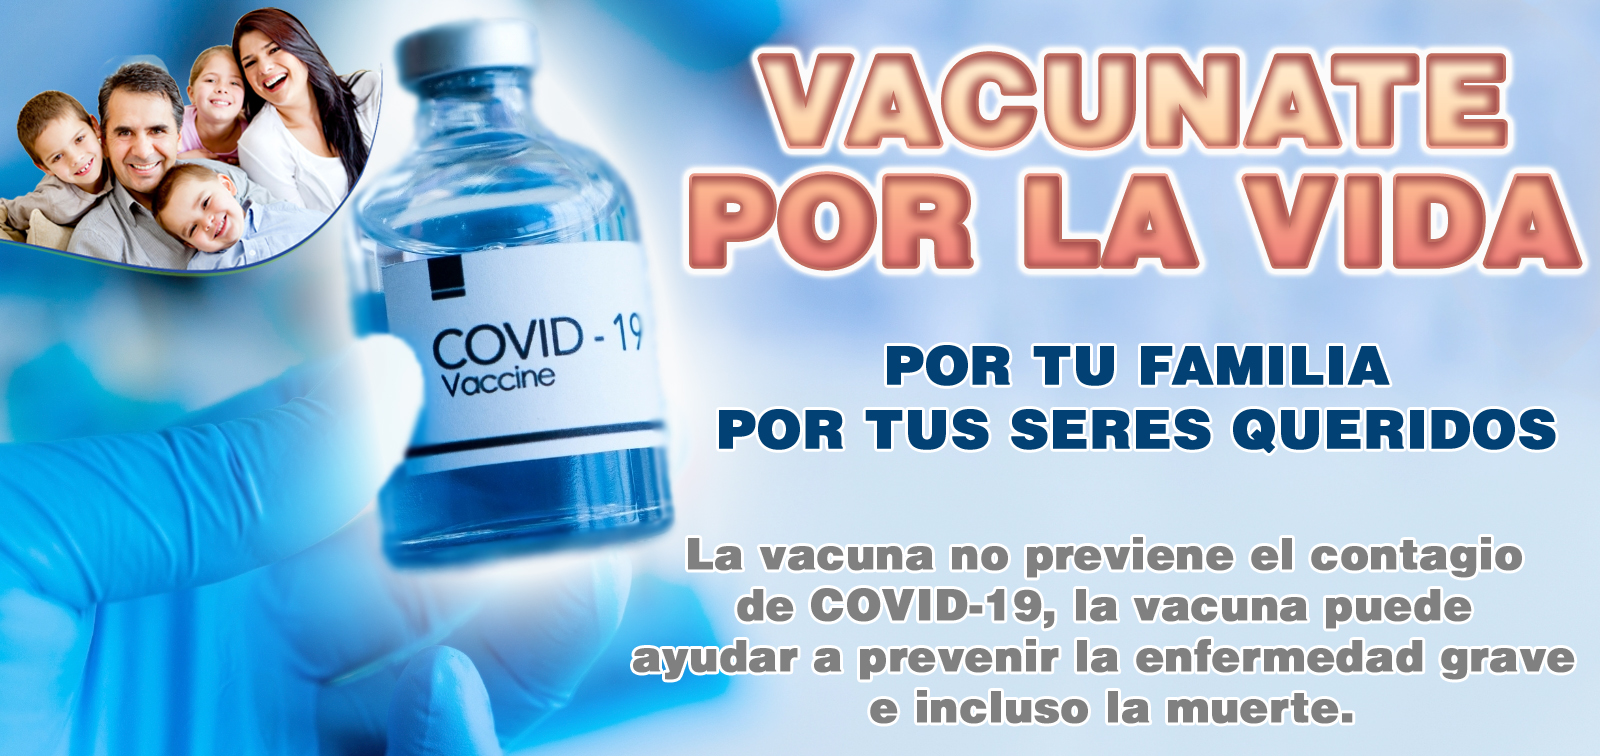 VACUNATE
POR LA VIDA
POR TU FAMILIA
POR TUS SERES QUERIDOS
COVID - 19
Vaccine
La vacuna no previene el contagio
de COVID-19, la vacuna puede
ayudar a prevenir la enfermedad grave
e incluso la muerte.